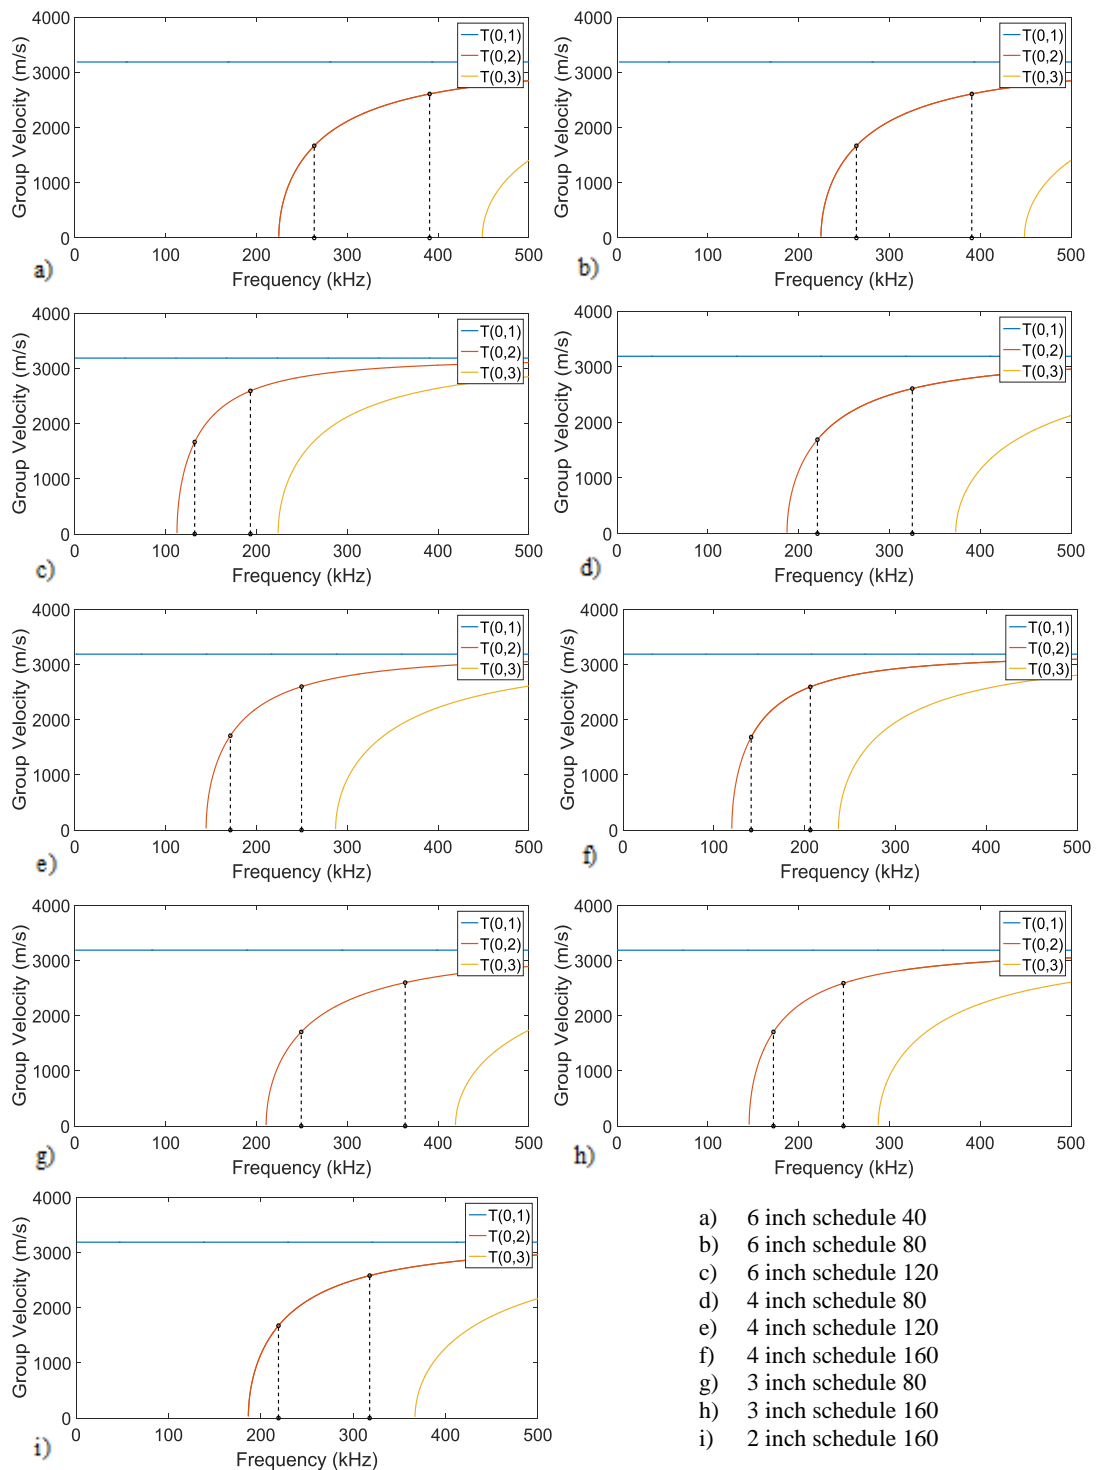 4000
3000
2000
1000
0
0 100 200 300 400 500
Group Velocity (m/s)
Frequency (kHz)
T(0,1)
T(0,2)
T(0,3)
a)
4000
3000
2000
1000
0
0 100 200 300 400 500
Group Velocity (m/s)
Frequency (kHz)
T(0,1)
T(0,2)
T(0,3)
b)
4000
3000
2000
1000
0
0 100 200 300 400 500
Group Velocity (m/s)
Frequency (kHz)
T(0,1)
T(0,2)
T(0,3)
c)
4000
3000
2000
1000
0
0 100 200 300 400 500
Group Velocity (m/s)
Frequency (kHz)
T(0,1)
T(0,2)
T(0,3)
d)
4000
3000
2000
1000
0
0 100 200 300 400 500
Group Velocity (m/s)
Frequency (kHz)
T(0,1)
T(0,2)
T(0,3)
e)
4000
3000
2000
1000
0
0 100 200 300 400 500
Group Velocity (m/s)
Frequency (kHz)
T(0,1)
T(0,2)
T(0,3)
f)
4000
3000
2000
1000
0
0 100 200 300 400 500
Group Velocity (m/s)
Frequency (kHz)
T(0,1)
T(0,2)
T(0,3)
g)
4000
3000
2000
1000
0
0 100 200 300 400 500
Group Velocity (m/s)
Frequency (kHz)
T(0,1)
T(0,2)
T(0,3)
h)
4000
3000
2000
1000
0
0 100 200 300 400 500
Group Velocity (m/s)
Frequency (kHz)
T(0,1)
T(0,2)
T(0,3)
i)
a) 6 inch schedule 40
b) 6 inch schedule 80
c) 6 inch schedule 120
d) 4 inch schedule 80
e) 4 inch schedule 120
f) 4 inch schedule 160
g) 3 inch schedule 80
h) 3 inch schedule 160
i) 2 inch schedule 160